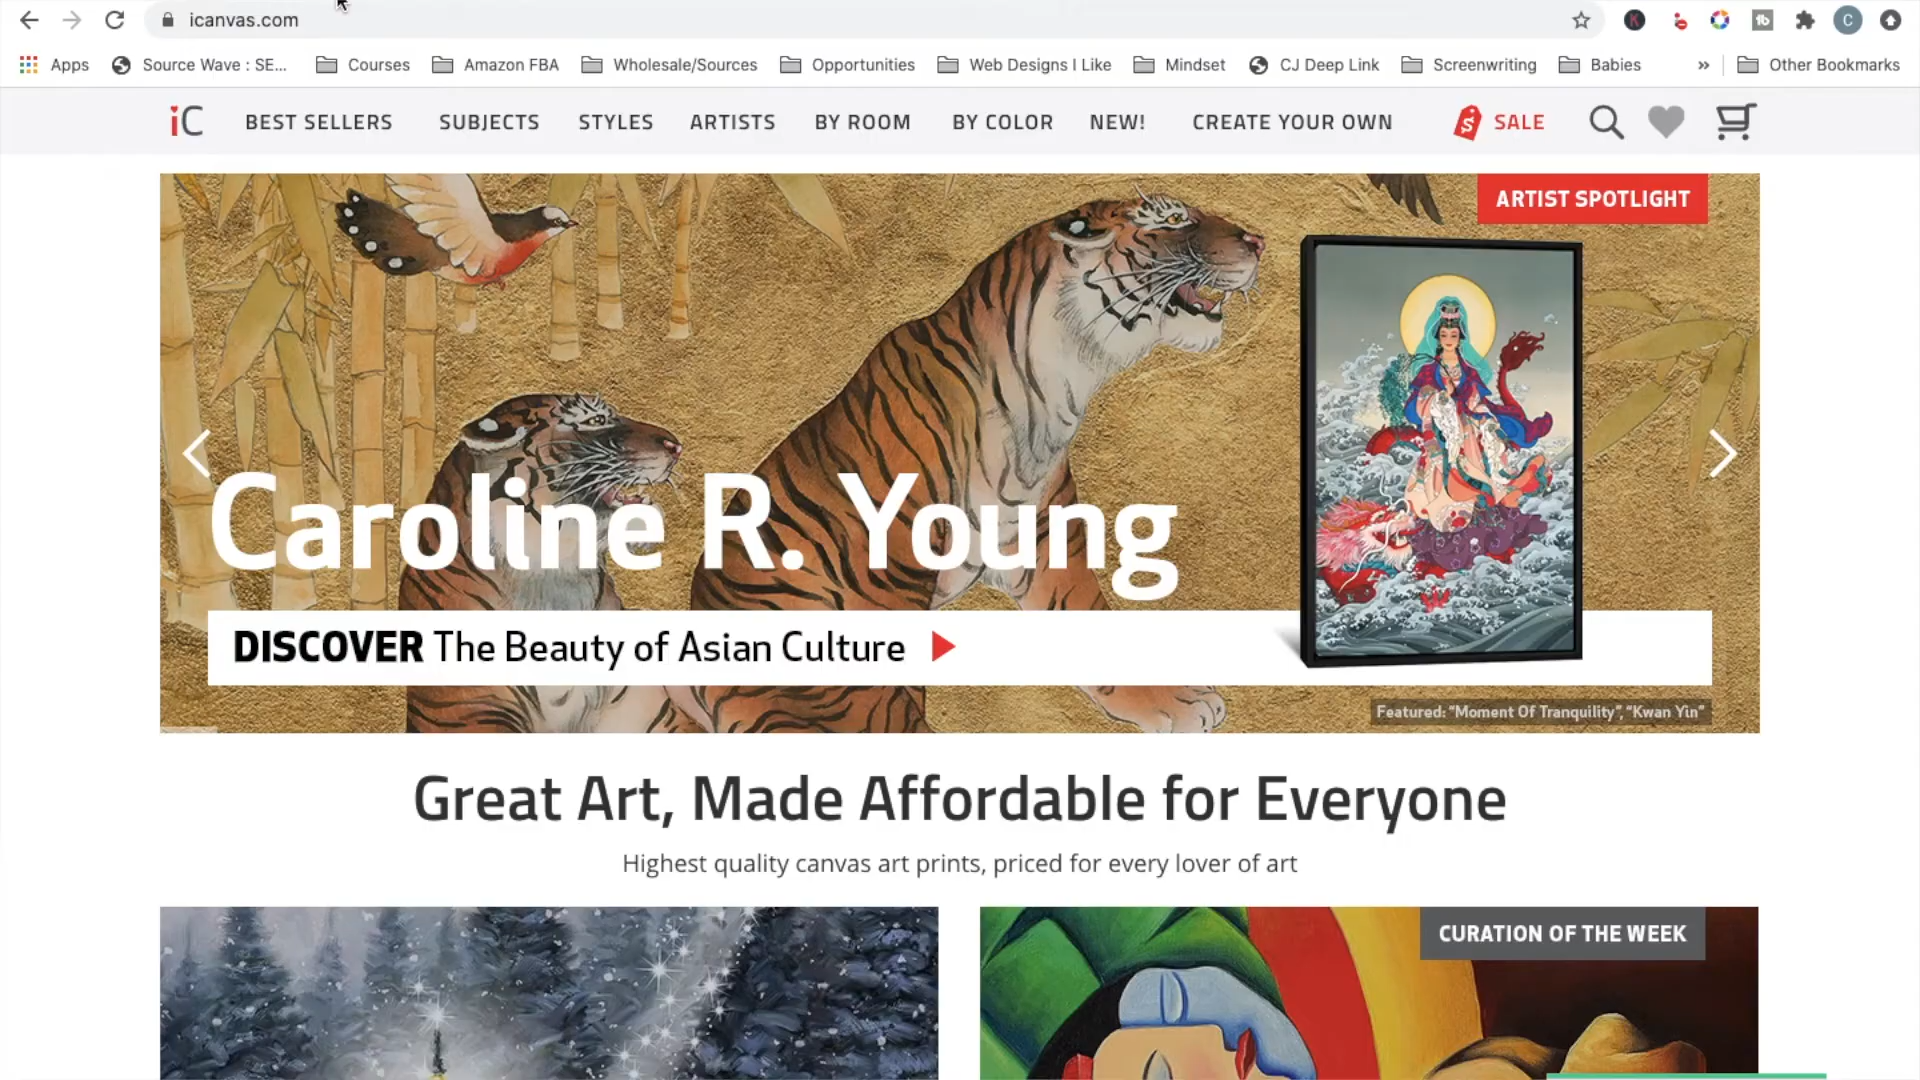 icanvas.com
C
Apps
Source Wave : SE...
Courses
Amazon FBA
Wholesale/Sources
Opportunities
Web Designs I Like
Mindset
CJ Deep Link
Screenwriting
Babies
»
Other Bookmarks
iC
BEST SELLERS
SUBJECTS
STYLES
ARTISTS
BY ROOM
BY COLOR
NEW!
CREATE YOUR OWN
SALE
ARTIST SPOTLIGHT
Caroline R. Young
DISCOVER The Beauty of Asian Culture
Featured: “Moment Of Tranquility”, “Kwan Yin”
Great Art, Made Affordable for Everyone
Highest quality canvas art prints, priced for every lover of art
CURATION OF THE WEEK